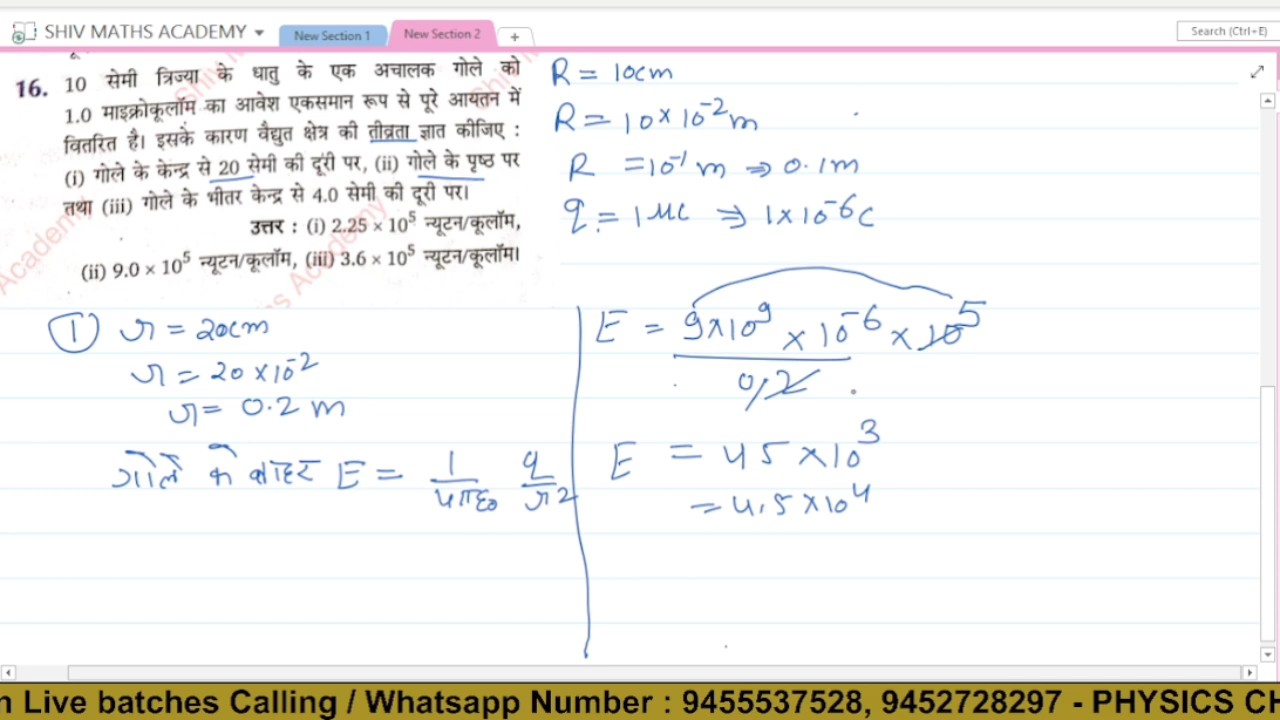 SHIV MATHS ACADEMY
New Section 1
New Section 2
+
Search (Ctrl+E)
16. 10 सेमी त्रिज्या के धातु के एक अचालक गोले को
1.0 माइक्रोकूलॉम का आवेश एकसमान रूप से पूरे आयतन में
वितरित है। इसके कारण वैद्युत क्षेत्र की तीव्रता ज्ञात कीजिए :
(i) गोले के केन्द्र से 20 सेमी की दूरी पर, (ii) गोले के पृष्ठ पर
तथा (iii) गोले के भीतर केन्द्र से 4.0 सेमी की दूरी पर।
उत्तर : (i) 2.25 × 10⁵ न्यूटन/कूलॉम,
(ii) 9.0 × 10⁵ न्यूटन/कूलॉम, (iii) 3.6 × 10⁵ न्यूटन/कूलॉम।
Academy
R = 10cm
R = 10×10⁻²m
R = 10⁻¹m ⇒ 0.1m
q = 1 μC ⇒ 1×10⁻⁶C
① r = 20cm
r = 20×10⁻²
r = 0.2 m
गोले के बाहर E = 1/4πε₀ q/r²
E = 9×10⁹ × 10⁻⁶ × 10⁵
0.2
E = 45×10³
= 4.5×10⁴
n Live batches Calling / Whatsapp Number : 9455537528, 9452728297 - PHYSICS CH